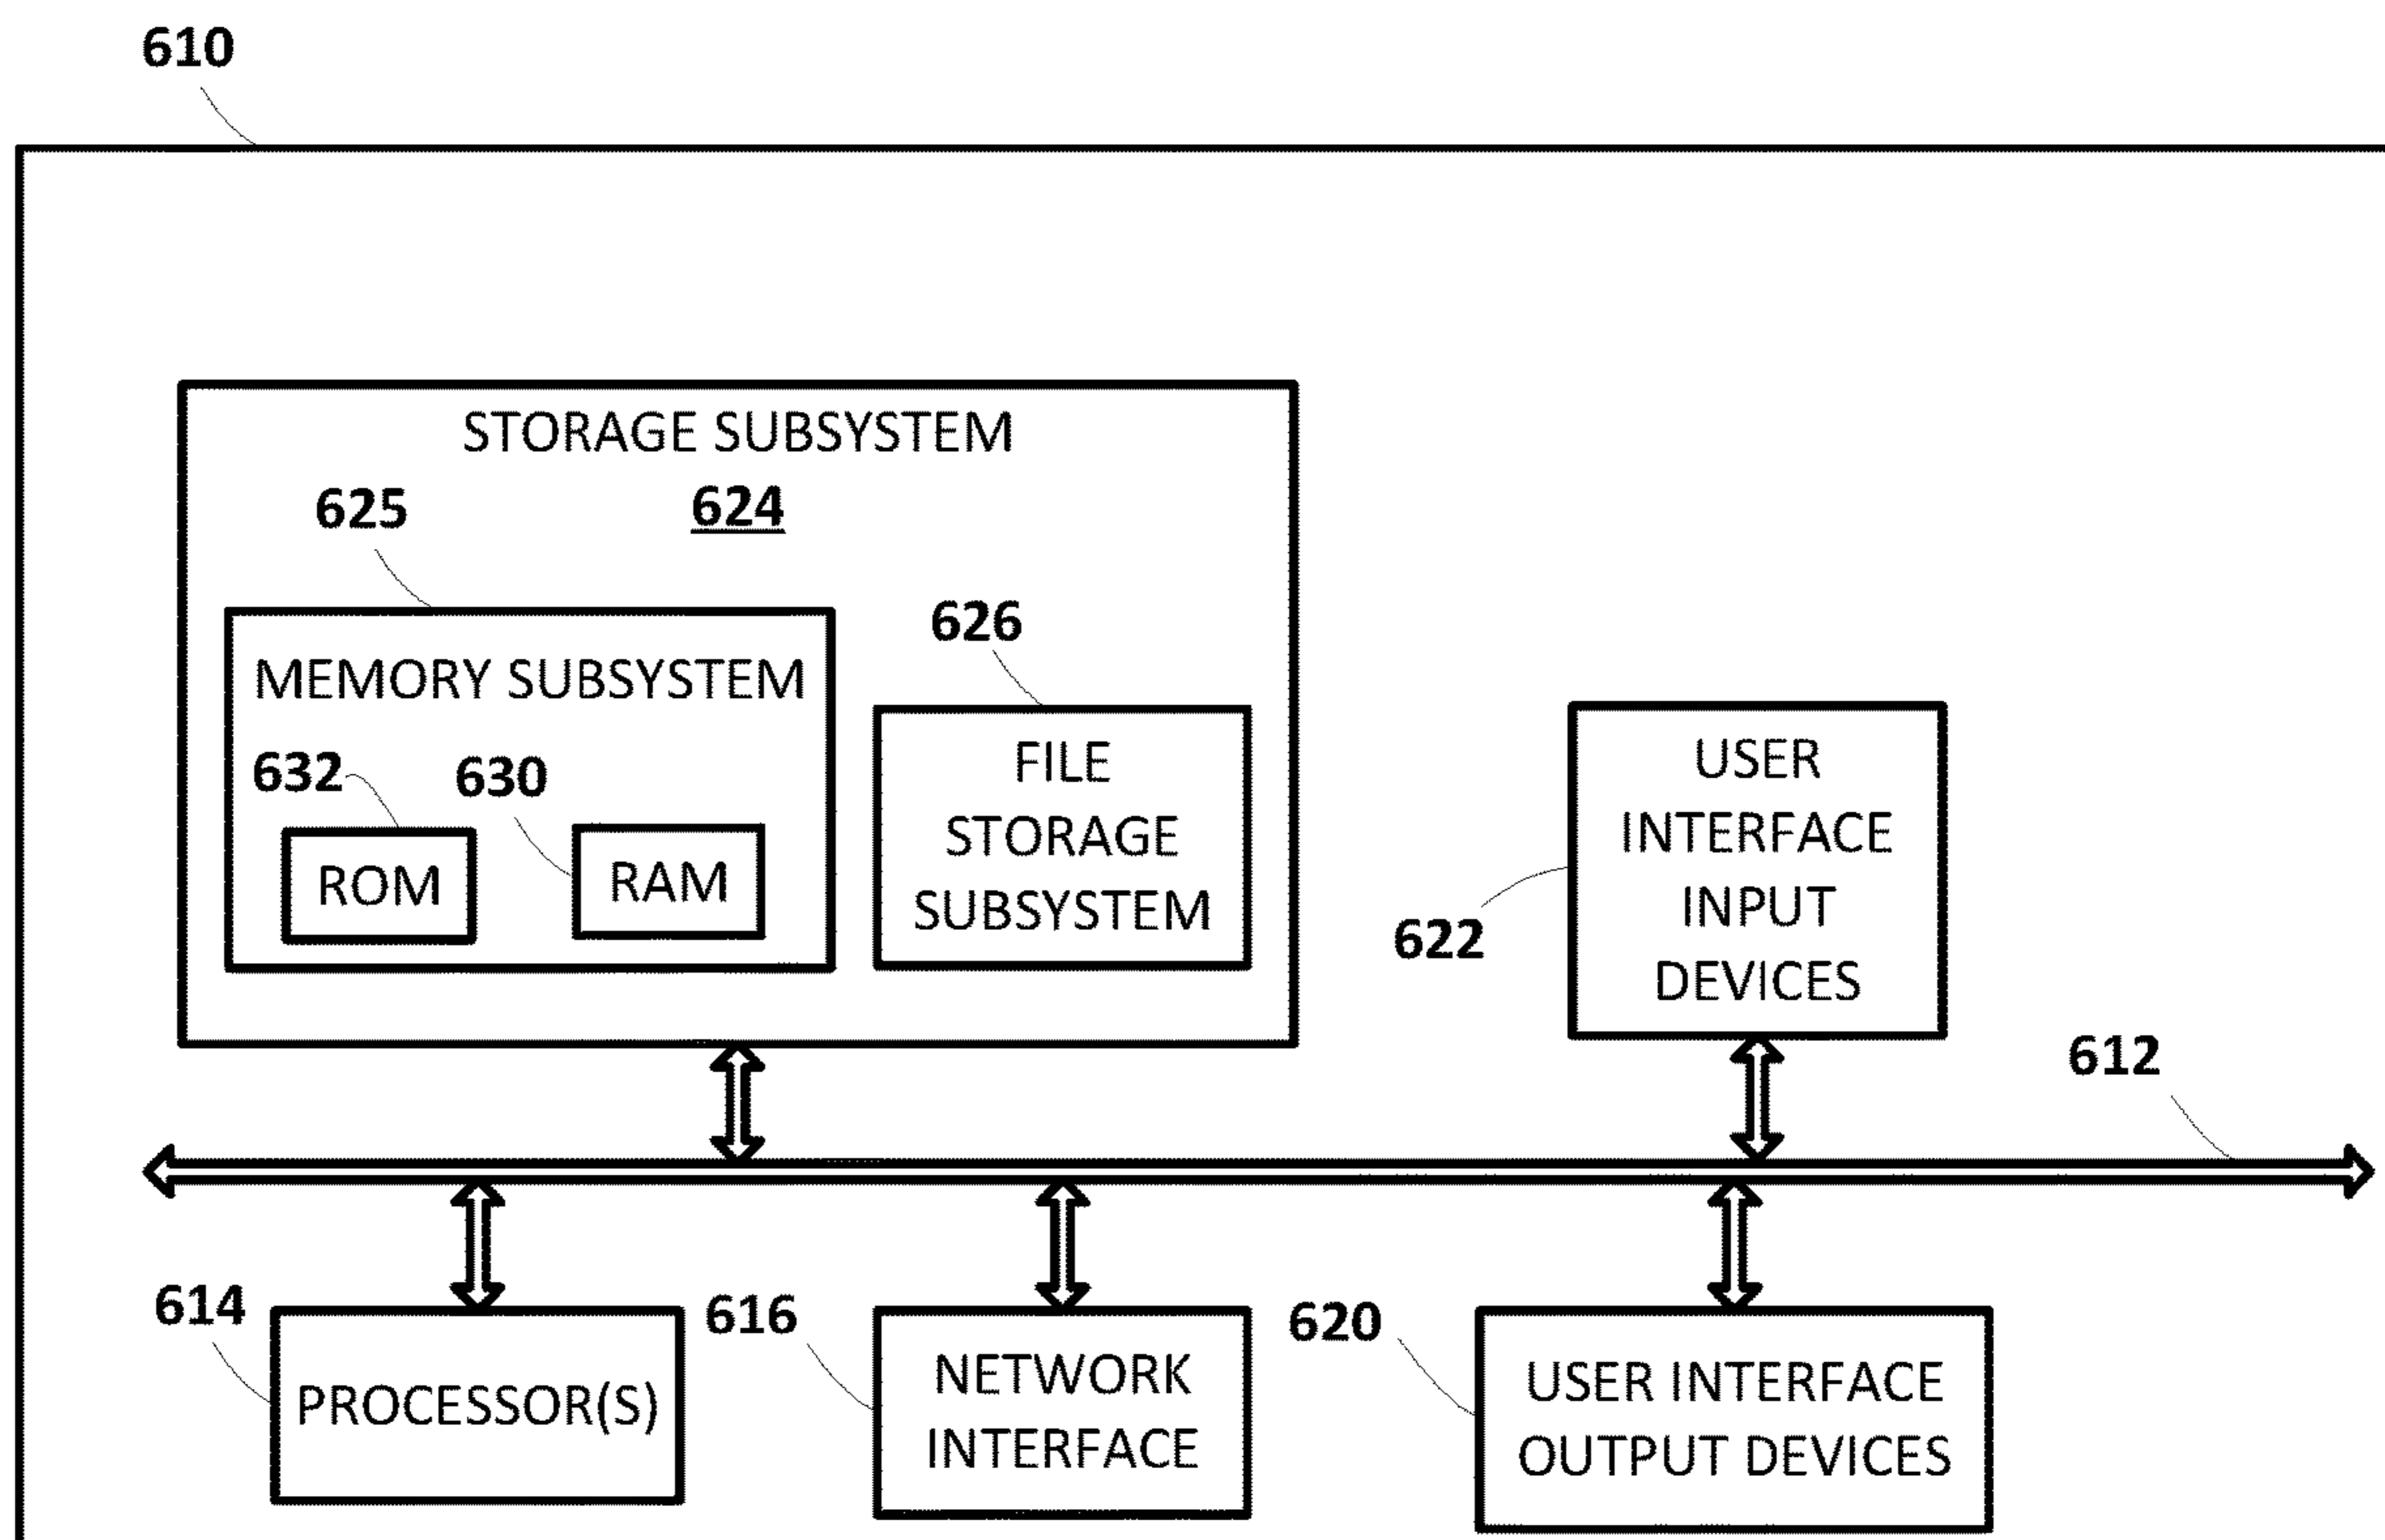 610
STORAGE SUBSYSTEM
624
625
MEMORY SUBSYSTEM
632
630
ROM
RAM
626
FILE
STORAGE
SUBSYSTEM
USER
INTERFACE
INPUT
DEVICES
622
612
614
PROCESSOR(S)
616
NETWORK
INTERFACE
620
USER INTERFACE
OUTPUT DEVICES